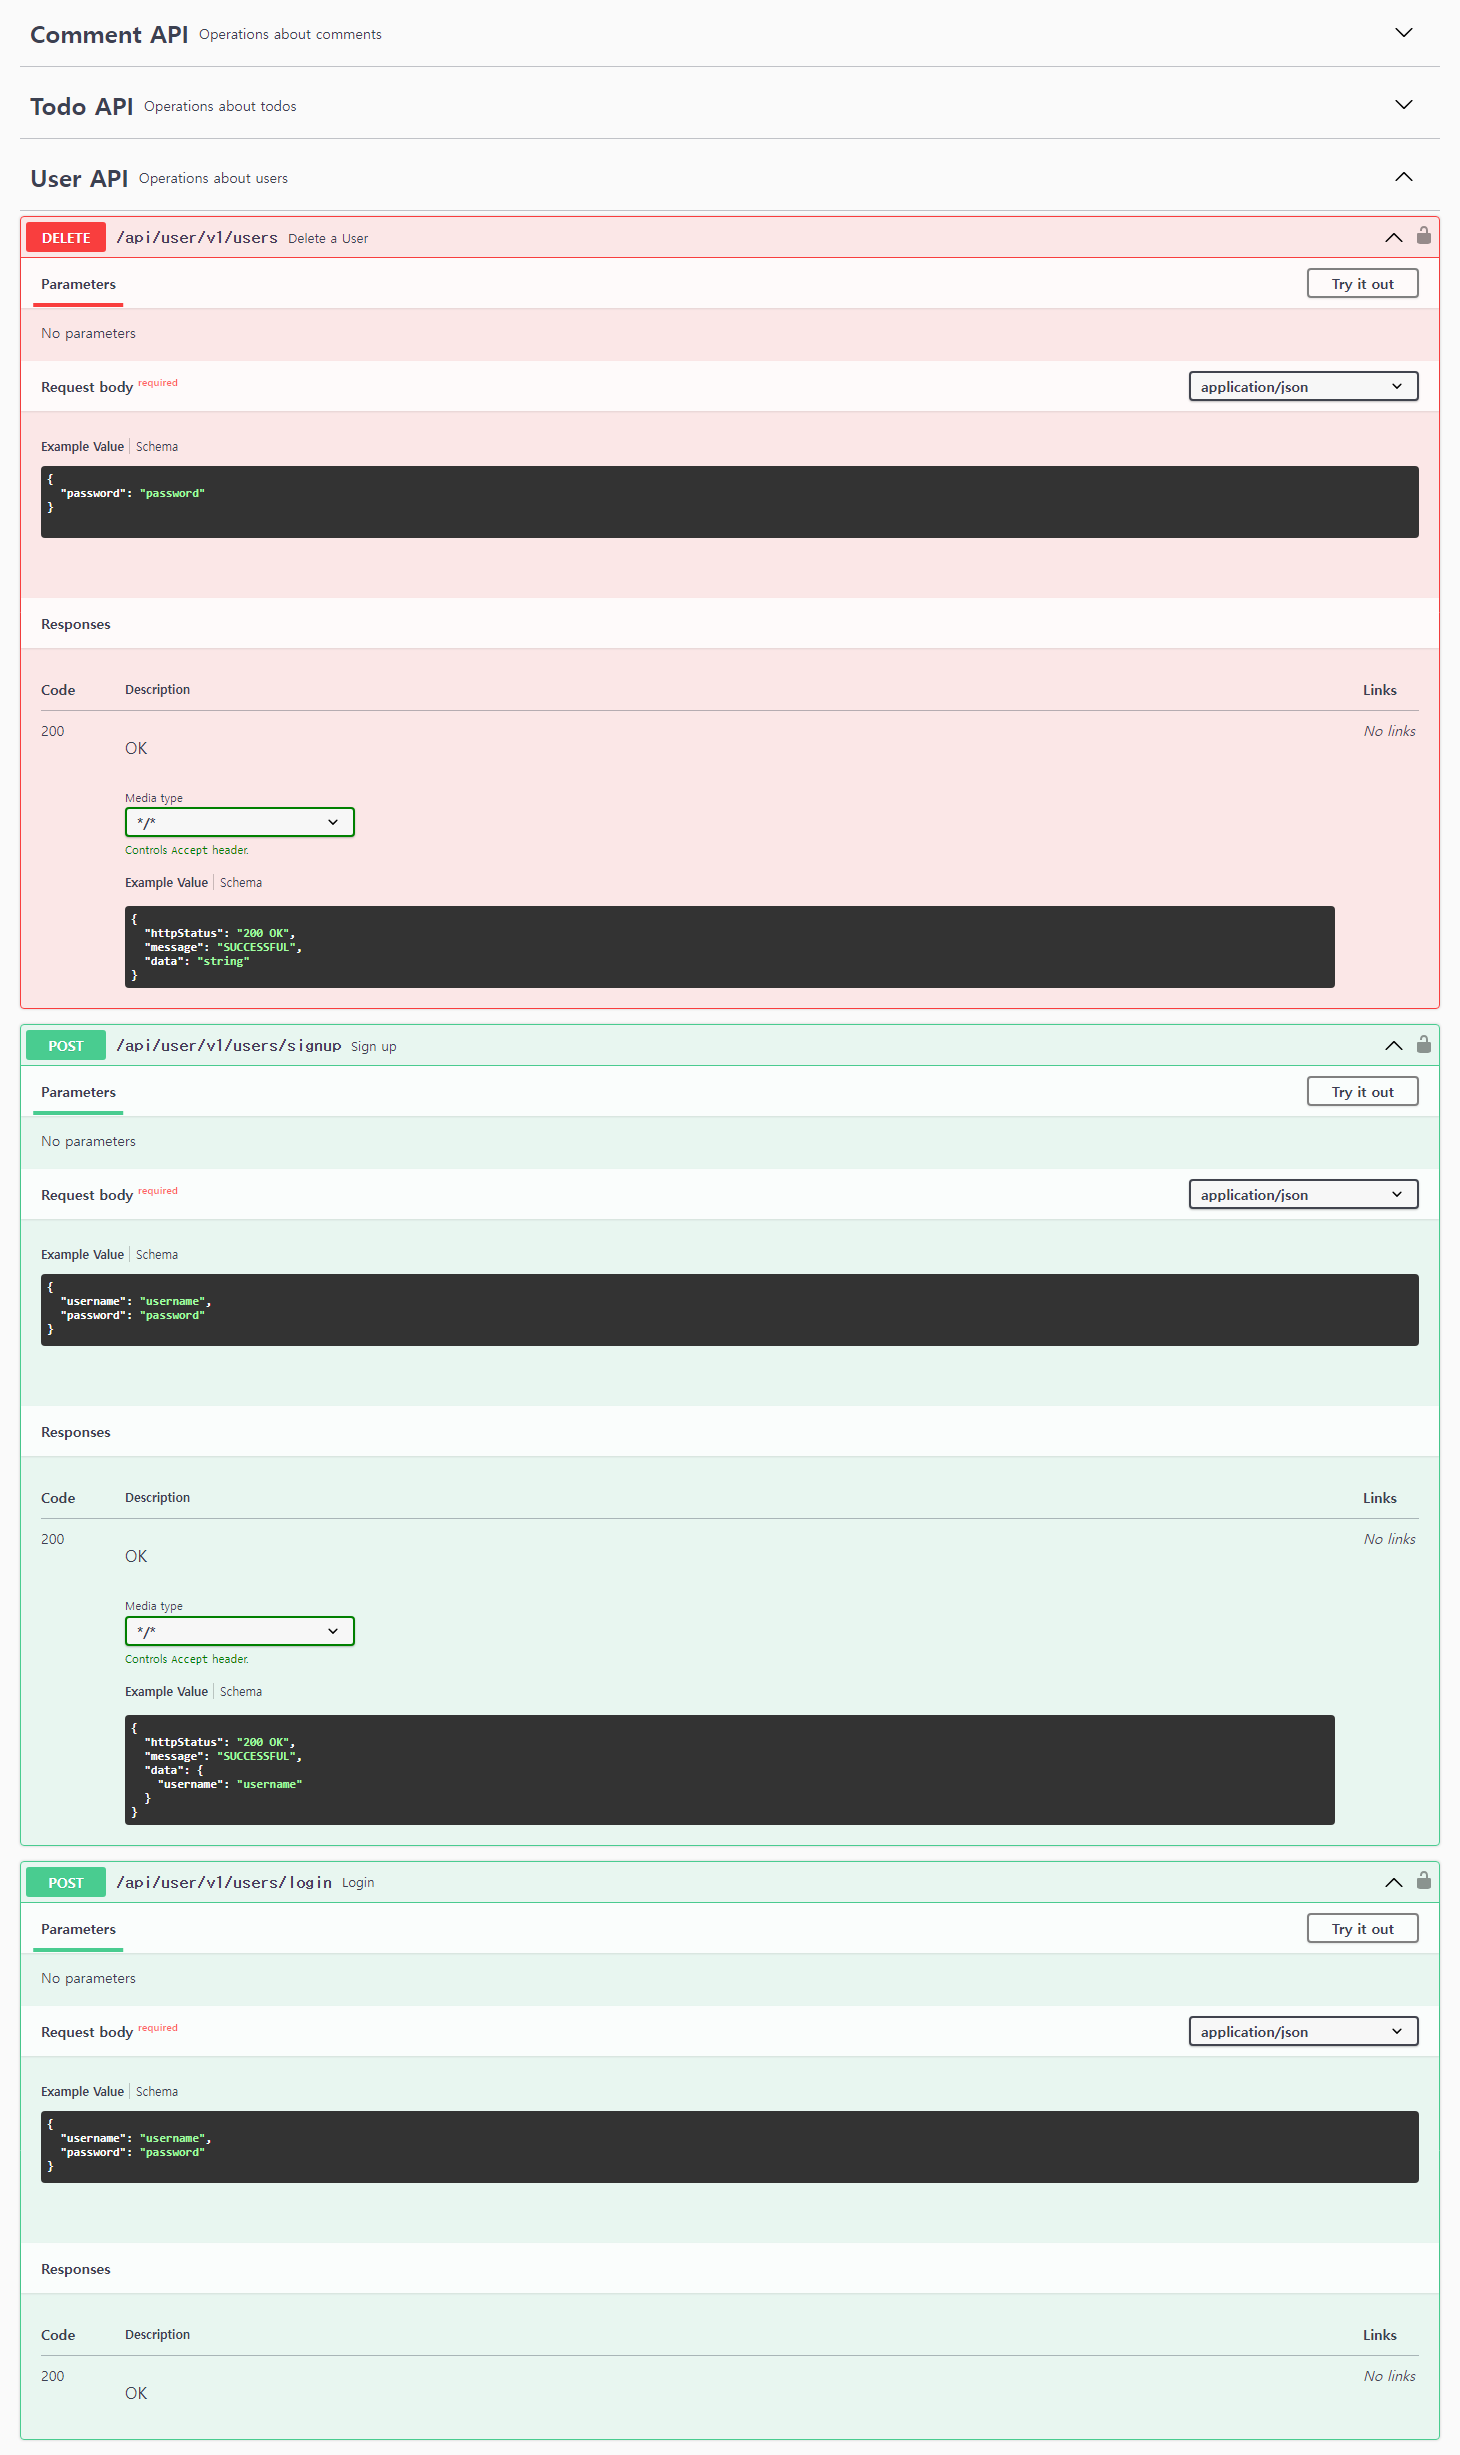 Comment API Operations about comments
Todo API Operations about todos
User API Operations about users
DELETE /api/user/v1/users Delete a User
Parameters Try it out
No parameters
Request body required application/json
Example Value Schema
{
"password": "password"
}
Responses
Code Description Links
200 No links
OK
Media type
*/*
Controls Accept header.
Example Value Schema
{
"httpStatus": "200 OK",
"message": "SUCCESSFUL",
"data": "string"
}
POST /api/user/v1/users/signup Sign up
Parameters Try it out
No parameters
Request body required application/json
Example Value Schema
{
"username": "username",
"password": "password"
}
Responses
Code Description Links
200 No links
OK
Media type
*/*
Controls Accept header.
Example Value Schema
{
"httpStatus": "200 OK",
"message": "SUCCESSFUL",
"data": {
"username": "username"
}
}
POST /api/user/v1/users/login Login
Parameters Try it out
No parameters
Request body required application/json
Example Value Schema
{
"username": "username",
"password": "password"
}
Responses
Code Description Links
200 No links
OK